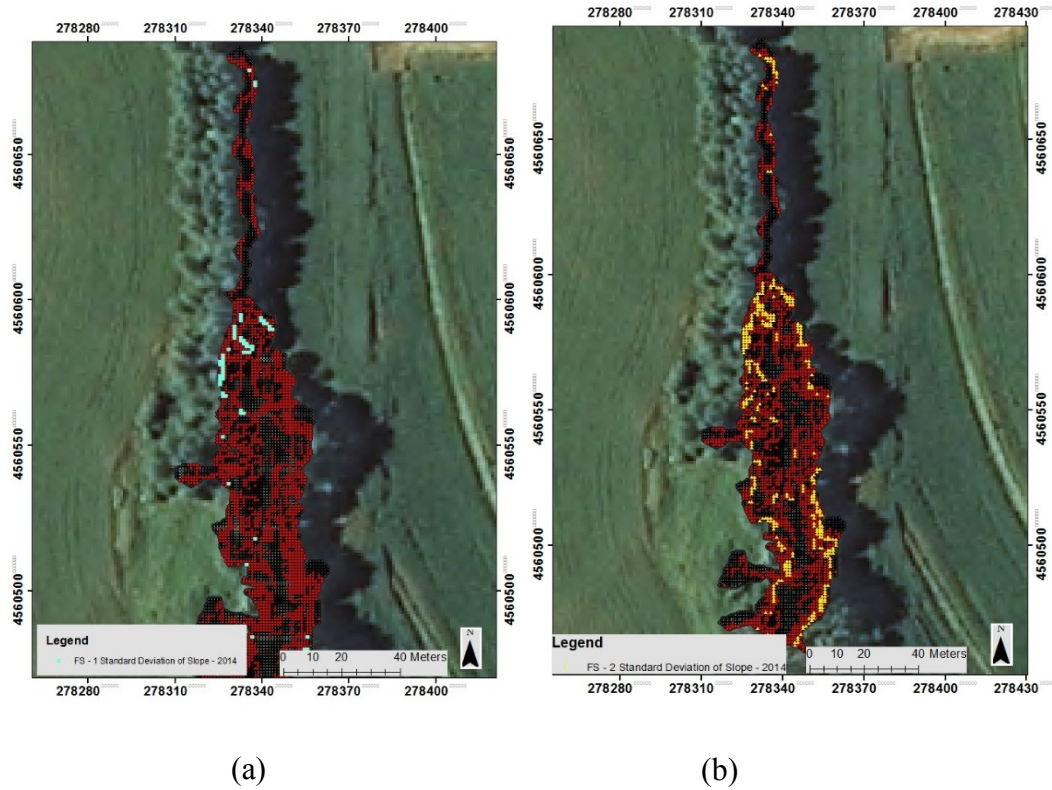 278280 278310 278340 278370 278400
278280 278310 278340 278370 278400 278430
4560650
4560600
4560550
4560500
4560650
4560600
4560550
4560500
4560650
4560600
4560550
4560500
4560650
4560600
4560550
4560500
Legend
FS - 1 Standard Deviation of Slope - 2014
0 10 20 40 Meters
N
Legend
FS - 2 Standard Deviation of Slope - 2014
0 10 20 40 Meters
N
278280 278310 278340 278370 278400
278280 278310 278340 278370 278400 278430
(a)
(b)